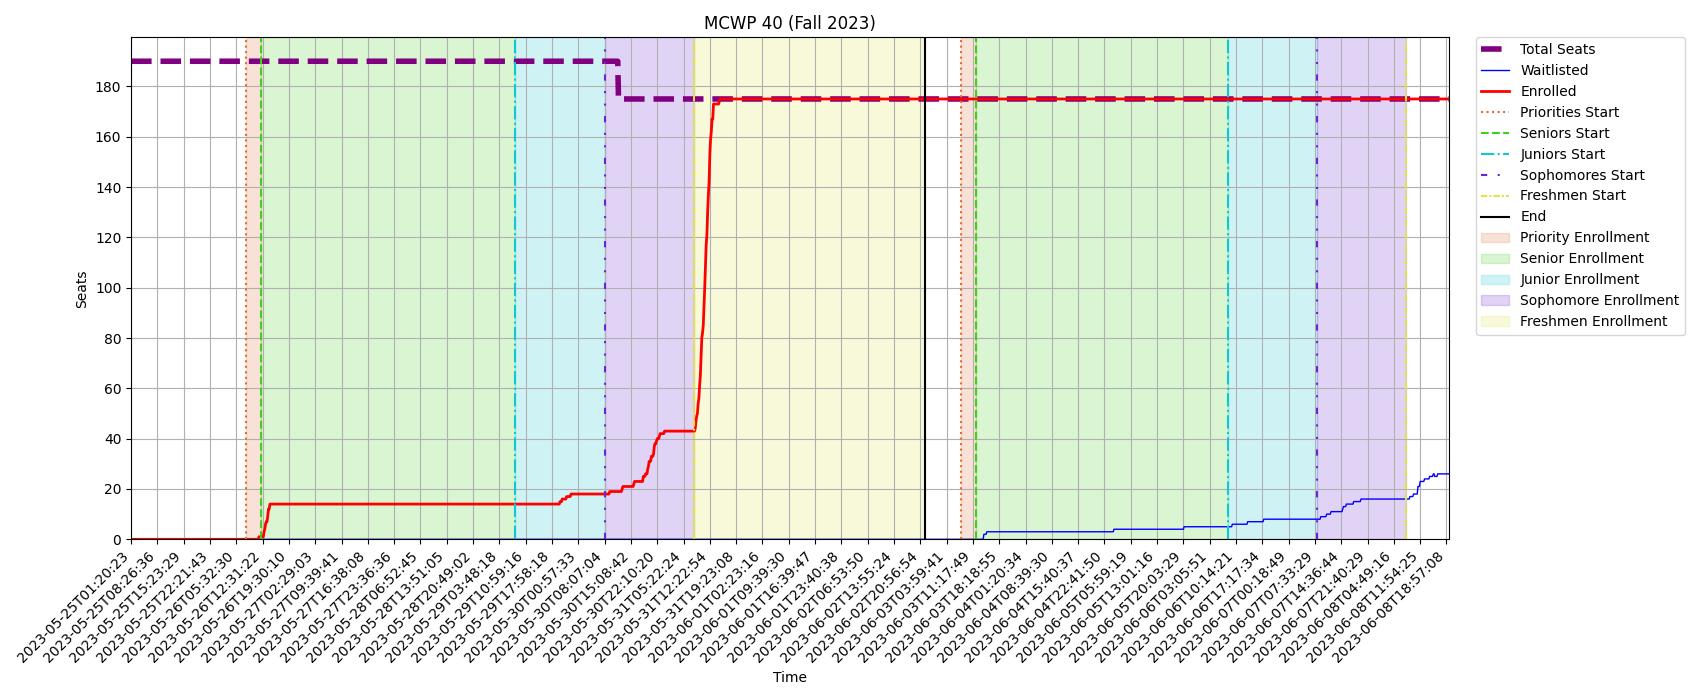 MCWP 40 (Fall 2023)
Seats
180
160
140
120
100
80
60
40
20
0
2023-05-25T01:20:23
2023-05-25T08:26:36
2023-05-25T15:23:29
2023-05-25T22:21:43
2023-05-26T05:32:30
2023-05-26T12:31:22
2023-05-26T19:30:10
2023-05-27T02:29:03
2023-05-27T09:39:41
2023-05-27T16:38:08
2023-05-27T23:36:36
2023-05-28T06:52:45
2023-05-28T13:51:05
2023-05-28T20:49:02
2023-05-29T03:48:18
2023-05-29T10:59:16
2023-05-29T17:58:18
2023-05-30T00:57:33
2023-05-30T08:07:04
2023-05-30T15:08:42
2023-05-30T22:10:20
2023-05-31T05:22:24
2023-05-31T12:22:54
2023-05-31T19:23:08
2023-06-01T02:23:16
2023-06-01T09:39:30
2023-06-01T16:39:47
2023-06-01T23:40:38
2023-06-02T06:53:50
2023-06-02T13:55:24
2023-06-02T20:56:54
2023-06-03T03:59:41
2023-06-03T11:17:49
2023-06-03T18:18:55
2023-06-04T01:20:34
2023-06-04T08:39:30
2023-06-04T15:40:37
2023-06-04T22:41:50
2023-06-05T05:59:19
2023-06-05T13:01:16
2023-06-05T20:03:29
2023-06-06T03:05:51
2023-06-06T10:14:21
2023-06-06T17:17:34
2023-06-07T00:18:49
2023-06-07T07:33:29
2023-06-07T14:36:44
2023-06-07T21:40:29
2023-06-08T04:49:16
2023-06-08T11:54:25
2023-06-08T18:57:08
Time
Total Seats
Waitlisted
Enrolled
Priorities Start
Seniors Start
Juniors Start
Sophomores Start
Freshmen Start
End
Priority Enrollment
Senior Enrollment
Junior Enrollment
Sophomore Enrollment
Freshmen Enrollment